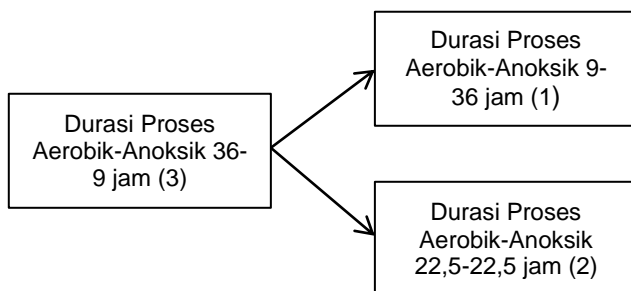 Durasi Proses
Aerobik-Anoksik 36-
9 jam (3)
Durasi Proses
Aerobik-Anoksik 9-
36 jam (1)
Durasi Proses
Aerobik-Anoksik
22,5-22,5 jam (2)